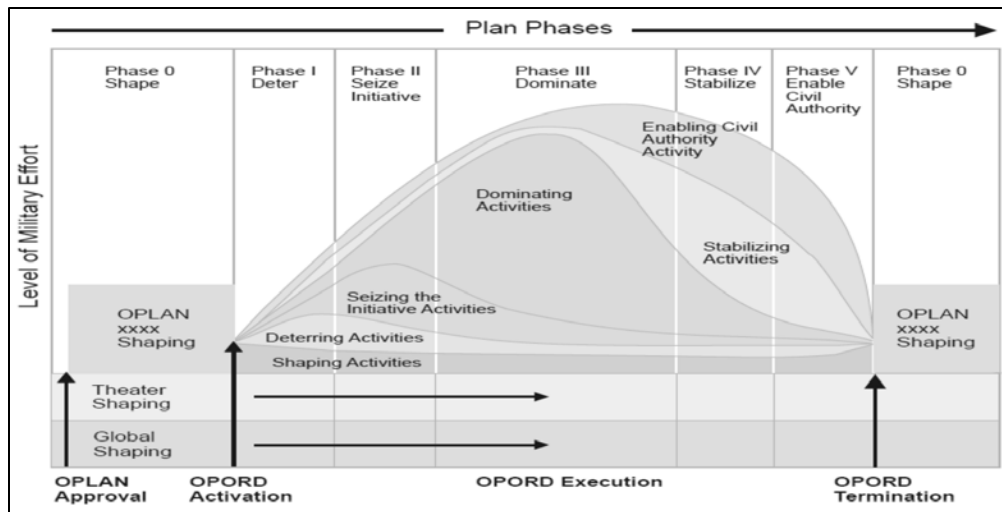 Plan Phases
Phase 0
Shape
Phase I
Deter
Phase II
Seize
Initiative
Phase III
Dominate
Phase IV
Stabilize
Phase V
Enable
Civil
Authority
Phase 0
Shape
Level of Military Effort
Enabling Civil
Authority
Activity
Dominating
Activities
Stabilizing
Activities
Seizing the
Initiative Activities
Deterring Activities
Shaping Activities
OPLAN
xxxx
Shaping
OPLAN
xxxx
Shaping
Theater
Shaping
Global
Shaping
OPLAN
Approval
OPORD
Activation
OPORD Execution
OPORD
Termination